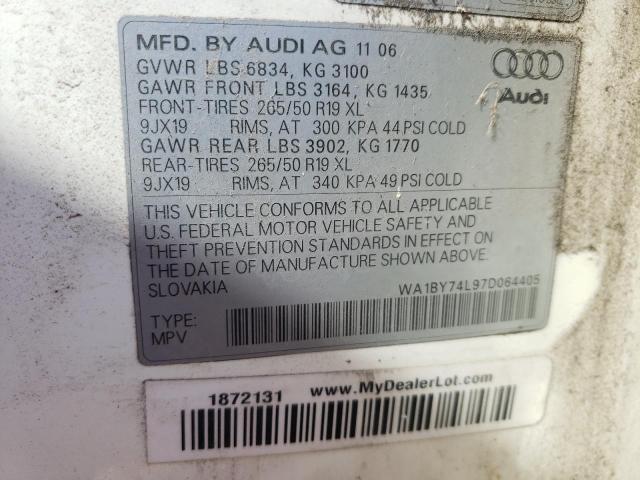 MFD. BY AUDI AG 11 06
GVWR LBS 6834, KG 3100
GAWR FRONT LBS 3164, KG 1435
FRONT-TIRES 265/50 R19 XL
9JX19 RIMS, AT 300 KPA 44 PSI COLD
GAWR REAR LBS 3902, KG 1770
REAR-TIRES 265/50 R19 XL
9JX19 RIMS, AT 340 KPA 49 PSI COLD
Audi
THIS VEHICLE CONFORMS TO ALL APPLICABLE
U.S. FEDERAL MOTOR VEHICLE SAFETY AND
THEFT PREVENTION STANDARDS IN EFFECT ON
THE DATE OF MANUFACTURE SHOWN ABOVE.
SLOVAKIA WA1BY74L97D064405
TYPE:
MPV
1872131 www.MyDealerLot.com